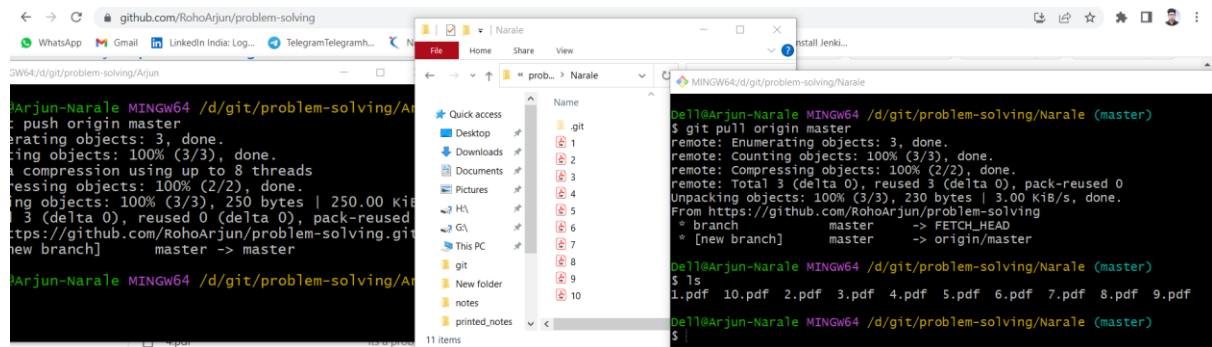 github.com/RohoArjun/problem-solving
WhatsApp Gmail LinkedIn India: Log... TelegramTelegramh... N
nstall Jenki...
Narale
File Home Share View
« prob... > Narale
Quick access
Desktop
Downloads
Documents
Pictures
H:\
G:\
This PC
git
New folder
notes
printed_notes
Name
.git
1
2
3
4
5
6
7
8
9
10
11 items
GW64:/d/git/problem-solving/Arjun
@Arjun-Narale MINGW64 /d/git/problem-solving/Ar
t push origin master
erating objects: 3, done.
ting objects: 100% (3/3), done.
a compression using up to 8 threads
ressing objects: 100% (2/2), done.
ing objects: 100% (3/3), 250 bytes | 250.00 KiB
l 3 (delta 0), reused 0 (delta 0), pack-reused
ttps://github.com/RohoArjun/problem-solving.git
new branch] master -> master
@Arjun-Narale MINGW64 /d/git/problem-solving/Ar
4.pdf
MINGW64:/d/git/problem-solving/Narale
Dell@Arjun-Narale MINGW64 /d/git/problem-solving/Narale (master)
$ git pull origin master
remote: Enumerating objects: 3, done.
remote: Counting objects: 100% (3/3), done.
remote: Compressing objects: 100% (2/2), done.
remote: Total 3 (delta 0), reused 3 (delta 0), pack-reused 0
Unpacking objects: 100% (3/3), 230 bytes | 3.00 KiB/s, done.
From https://github.com/RohoArjun/problem-solving
* branch master -> FETCH_HEAD
* [new branch] master -> origin/master
Dell@Arjun-Narale MINGW64 /d/git/problem-solving/Narale (master)
$ ls
1.pdf 10.pdf 2.pdf 3.pdf 4.pdf 5.pdf 6.pdf 7.pdf 8.pdf 9.pdf
Dell@Arjun-Narale MINGW64 /d/git/problem-solving/Narale (master)
$